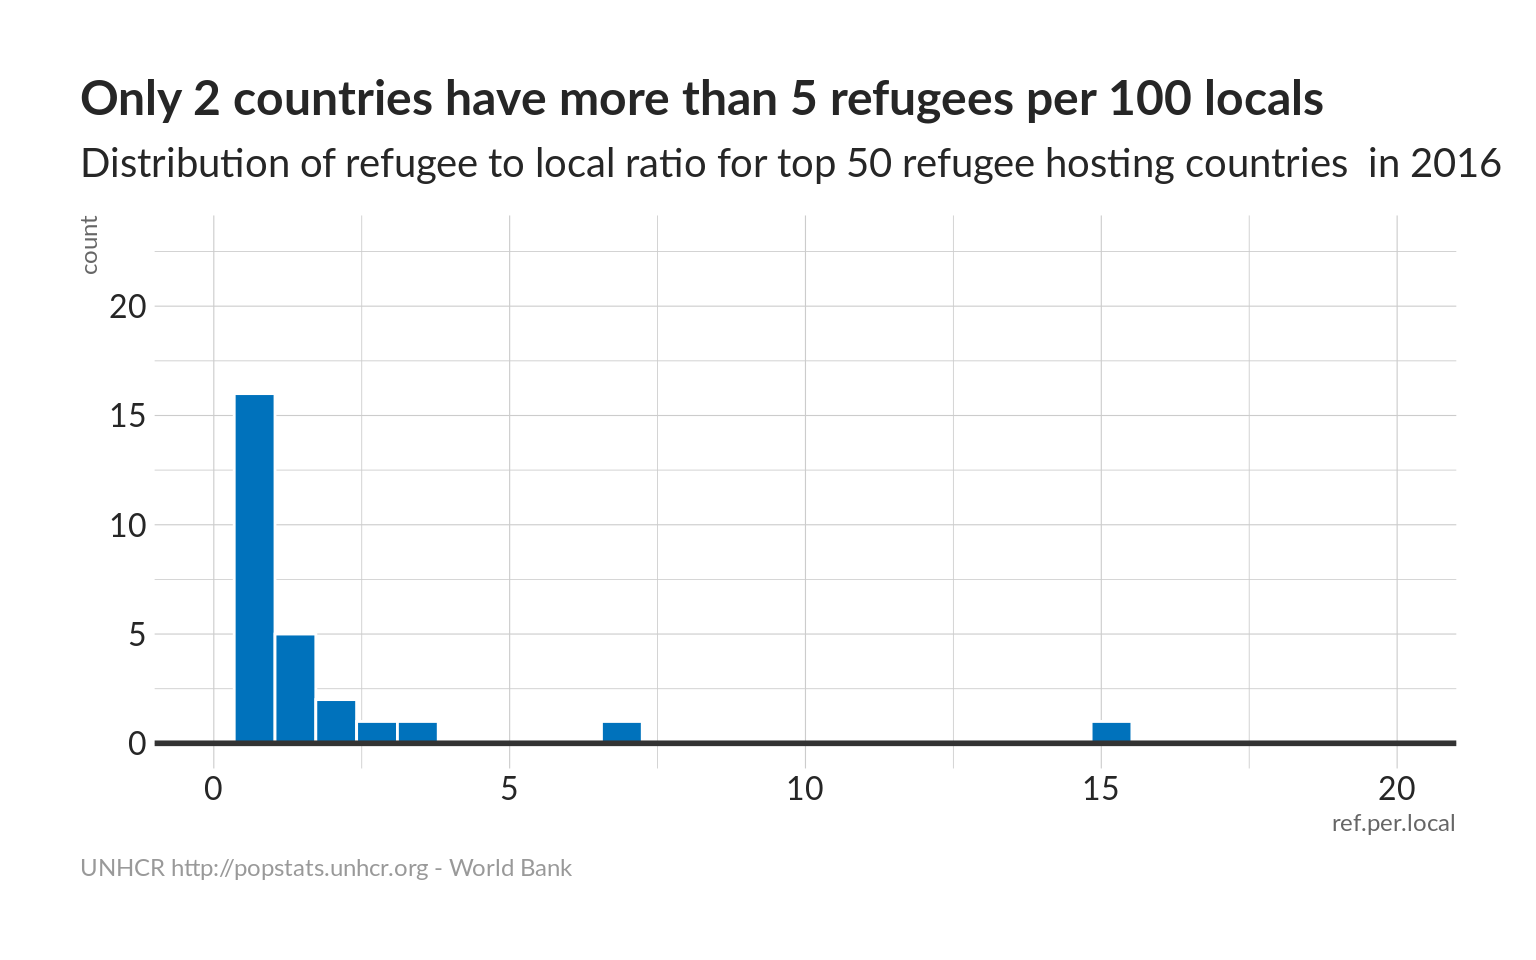 Only 2 countries have more than 5 refugees per 100 locals
Distribution of refugee to local ratio for top 50 refugee hosting countries  in 2016
count
20
15
10
5
0
0 5 10 15 20
ref.per.local
UNHCR http://popstats.unhcr.org - World Bank